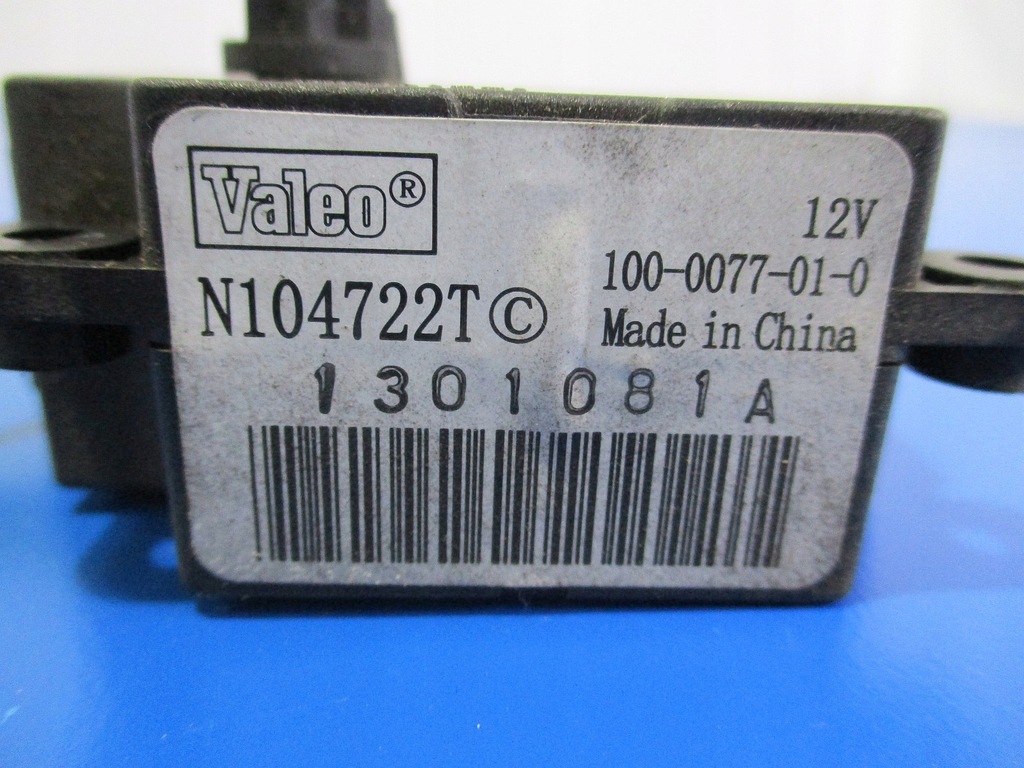 Valeo®
12V
N104722T©
100-0077-01-0
Made in China
1301081A